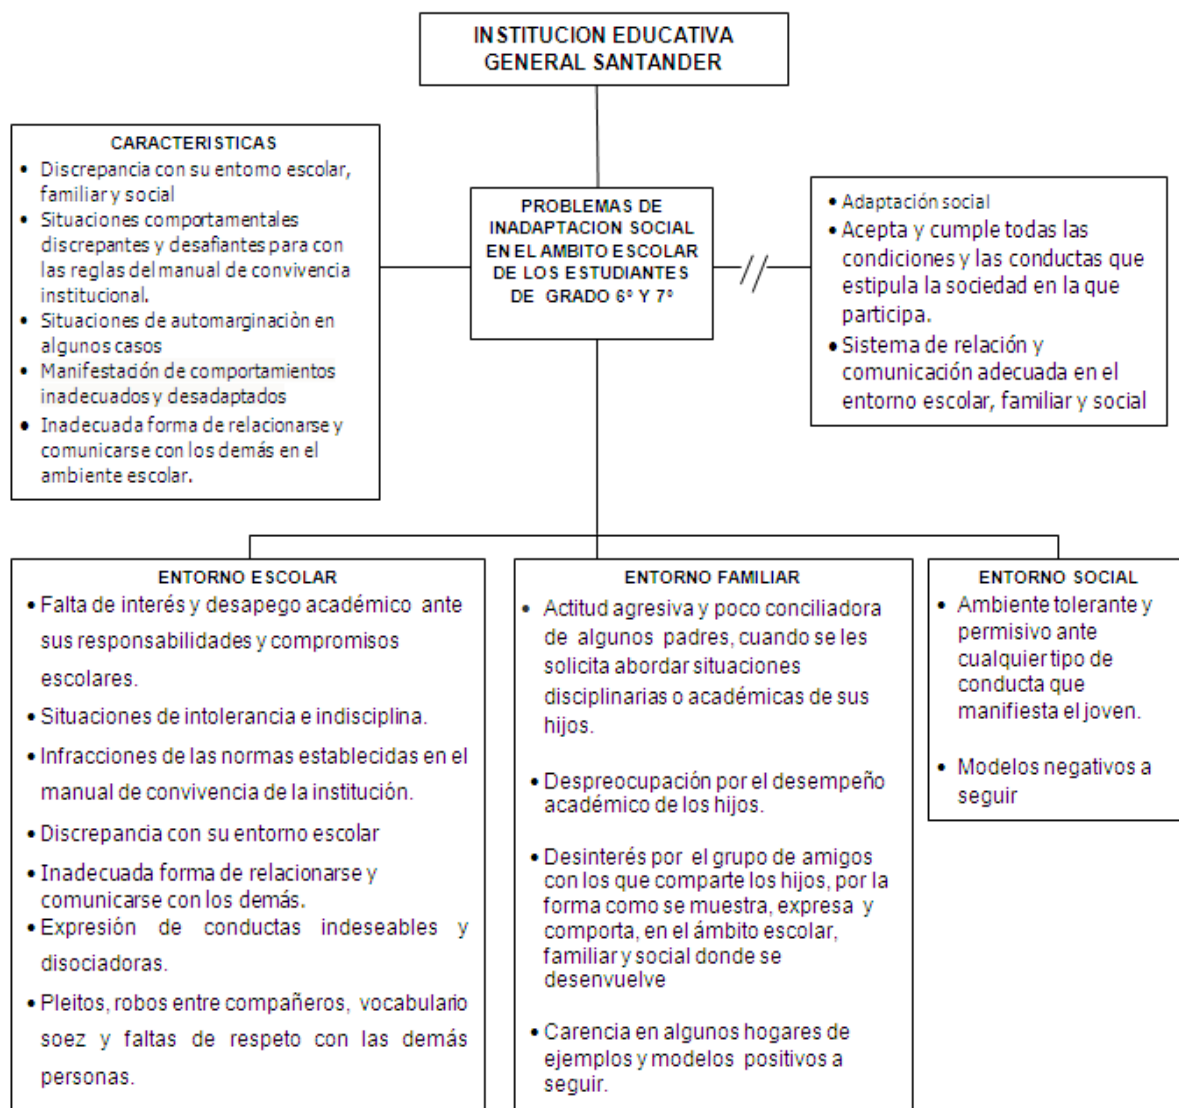 INSTITUCION EDUCATIVA
GENERAL SANTANDER
CARACTERISTICAS
• Discrepancia con su entorno escolar,
familiar y social
• Situaciones comportamentales
discrepantes y desafiantes para con
las reglas del manual de convivencia
institucional.
• Situaciones de automarginaciòn en
algunos casos
• Manifestación de comportamientos
inadecuados y desadaptados
• Inadecuada forma de relacionarse y
comunicarse con los demás en el
ambiente escolar.
PROBLEMAS DE
INADAPTACION SOCIAL
EN EL AMBITO ESCOLAR
DE LOS ESTUDIANTES
DE GRADO 6º Y 7º
• Adaptación social
• Acepta y cumple todas las
condiciones y las conductas que
estipula la sociedad en la que
participa.
• Sistema de relación y
comunicación adecuada en el
entorno escolar, familiar y social
ENTORNO ESCOLAR
• Falta de interés y desapego académico ante
sus responsabilidades y compromisos
escolares.
• Situaciones de intolerancia e indisciplina.
• Infracciones de las normas establecidas en el
manual de convivencia de la institución.
• Discrepancia con su entorno escolar
• Inadecuada forma de relacionarse y
comunicarse con los demás.
• Expresión de conductas indeseables y
disociadoras.
• Pleitos, robos entre compañeros, vocabulario
soez y faltas de respeto con las demás
personas.
ENTORNO FAMILIAR
• Actitud agresiva y poco conciliadora
de algunos padres, cuando se les
solicita abordar situaciones
disciplinarias o académicas de sus
hijos.
• Despreocupación por el desempeño
académico de los hijos.
• Desinterés por el grupo de amigos
con los que comparte los hijos, por la
forma como se muestra, expresa y
comporta, en el ámbito escolar,
familiar y social donde se
desenvuelve
• Carencia en algunos hogares de
ejemplos y modelos positivos a
seguir.
ENTORNO SOCIAL
• Ambiente tolerante y
permisivo ante
cualquier tipo de
conducta que
manifiesta el joven.
• Modelos negativos a
seguir